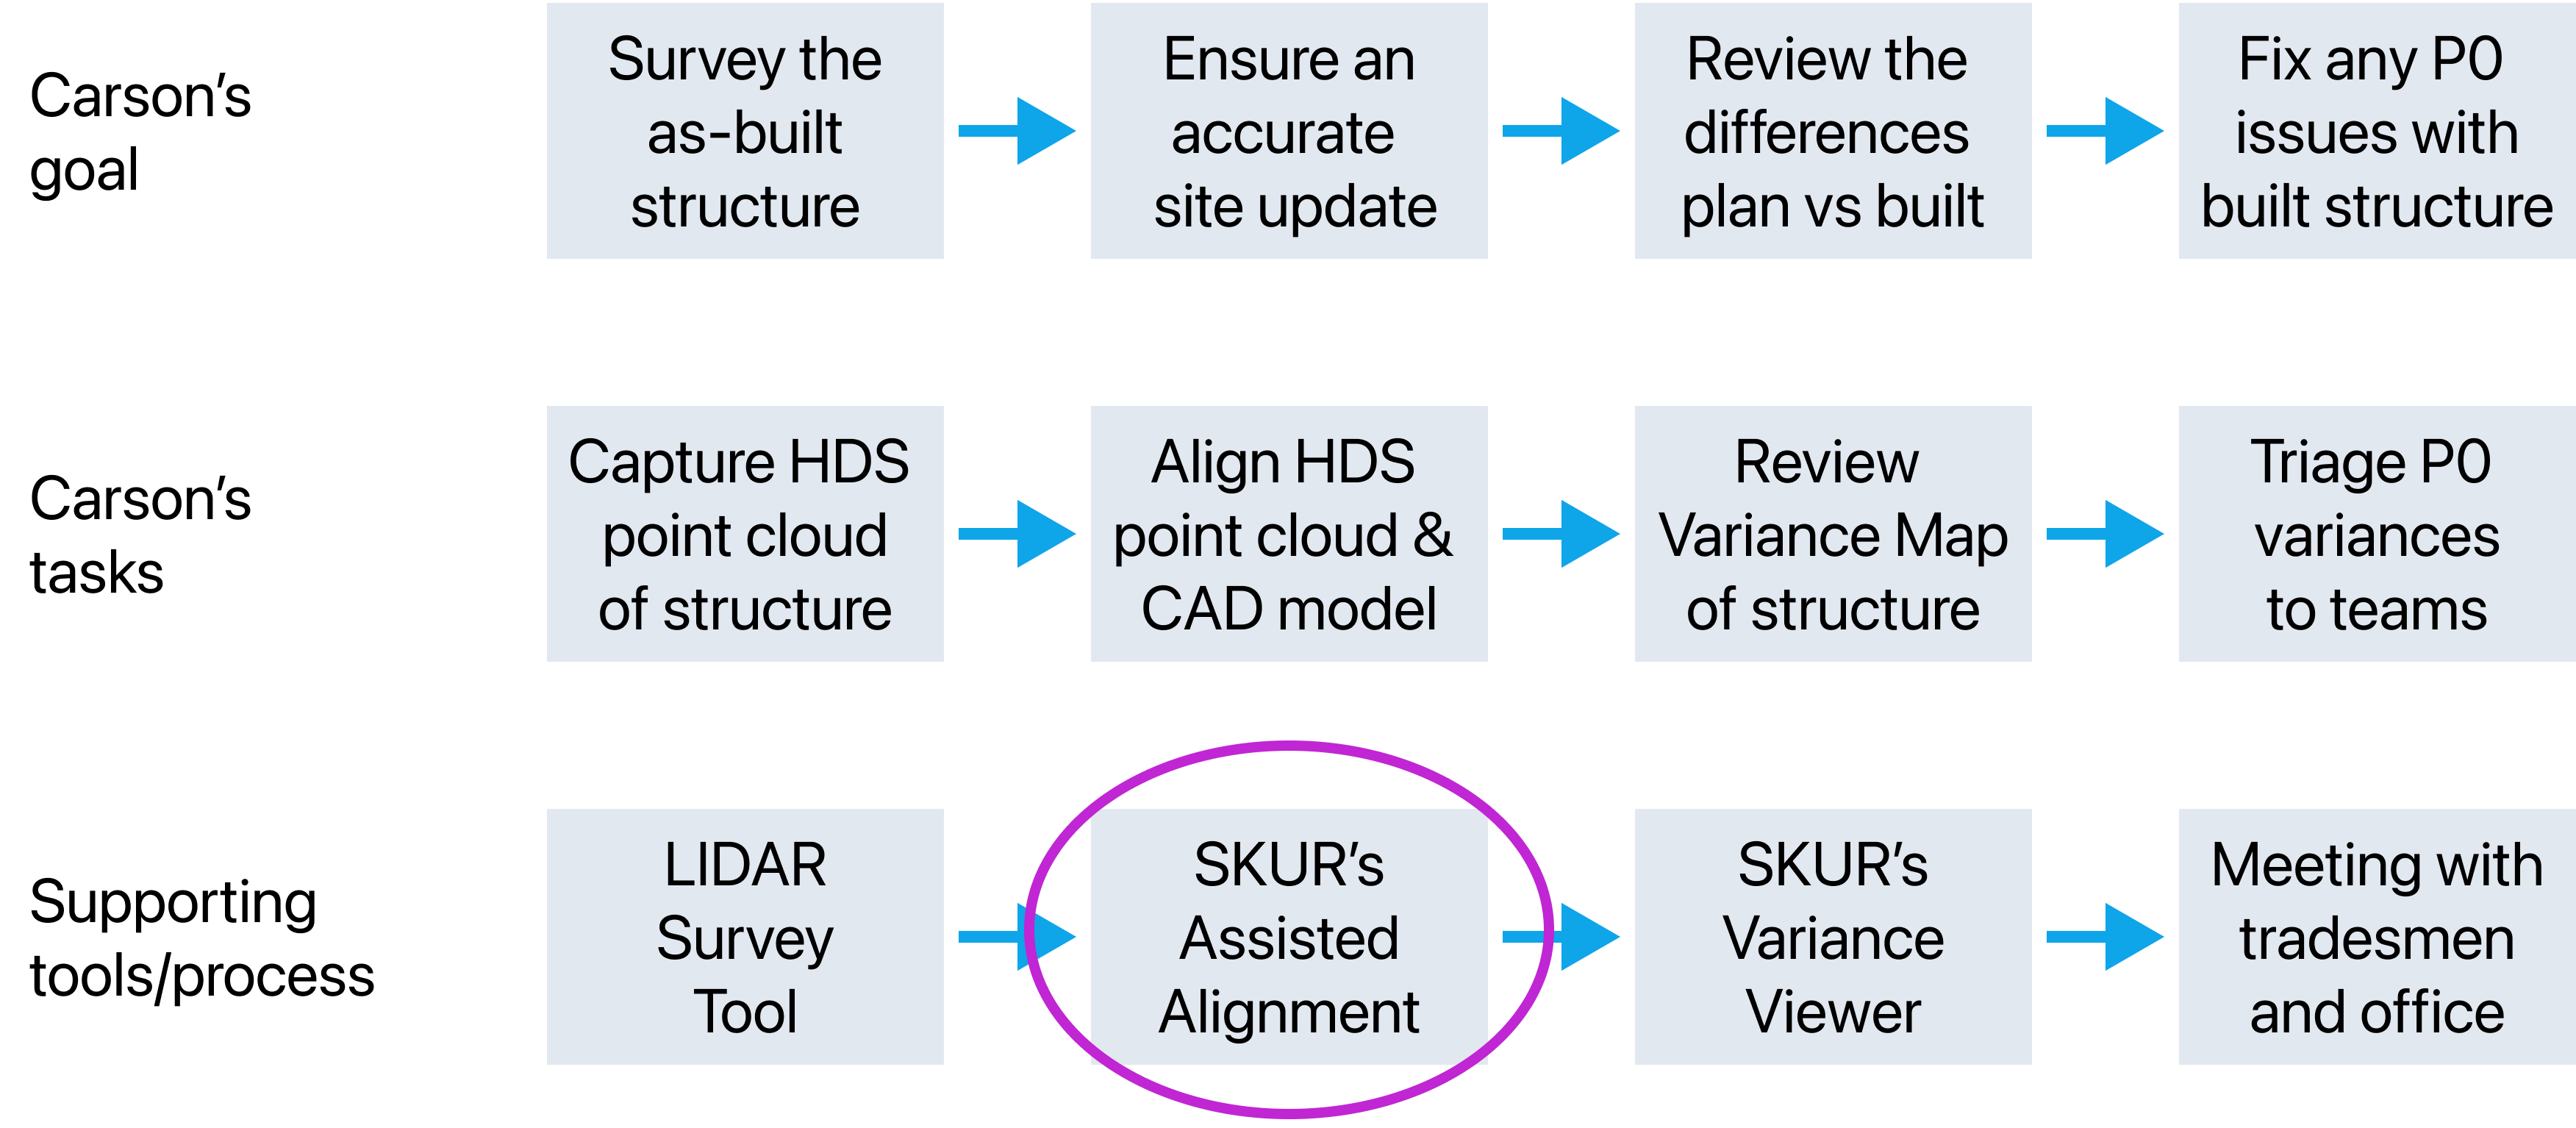 Carson’s
goal
Survey the
as-built
structure
Ensure an
accurate
site update
Review the
differences
plan vs built
Fix any P0
issues with
built structure
Carson’s
tasks
Capture HDS
point cloud
of structure
Align HDS
point cloud &
CAD model
Review
Variance Map
of structure
Triage P0
variances
to teams
Supporting
tools/process
LIDAR
Survey
Tool
SKUR’s
Assisted
Alignment
SKUR’s
Variance
Viewer
Meeting with
tradesmen
and office